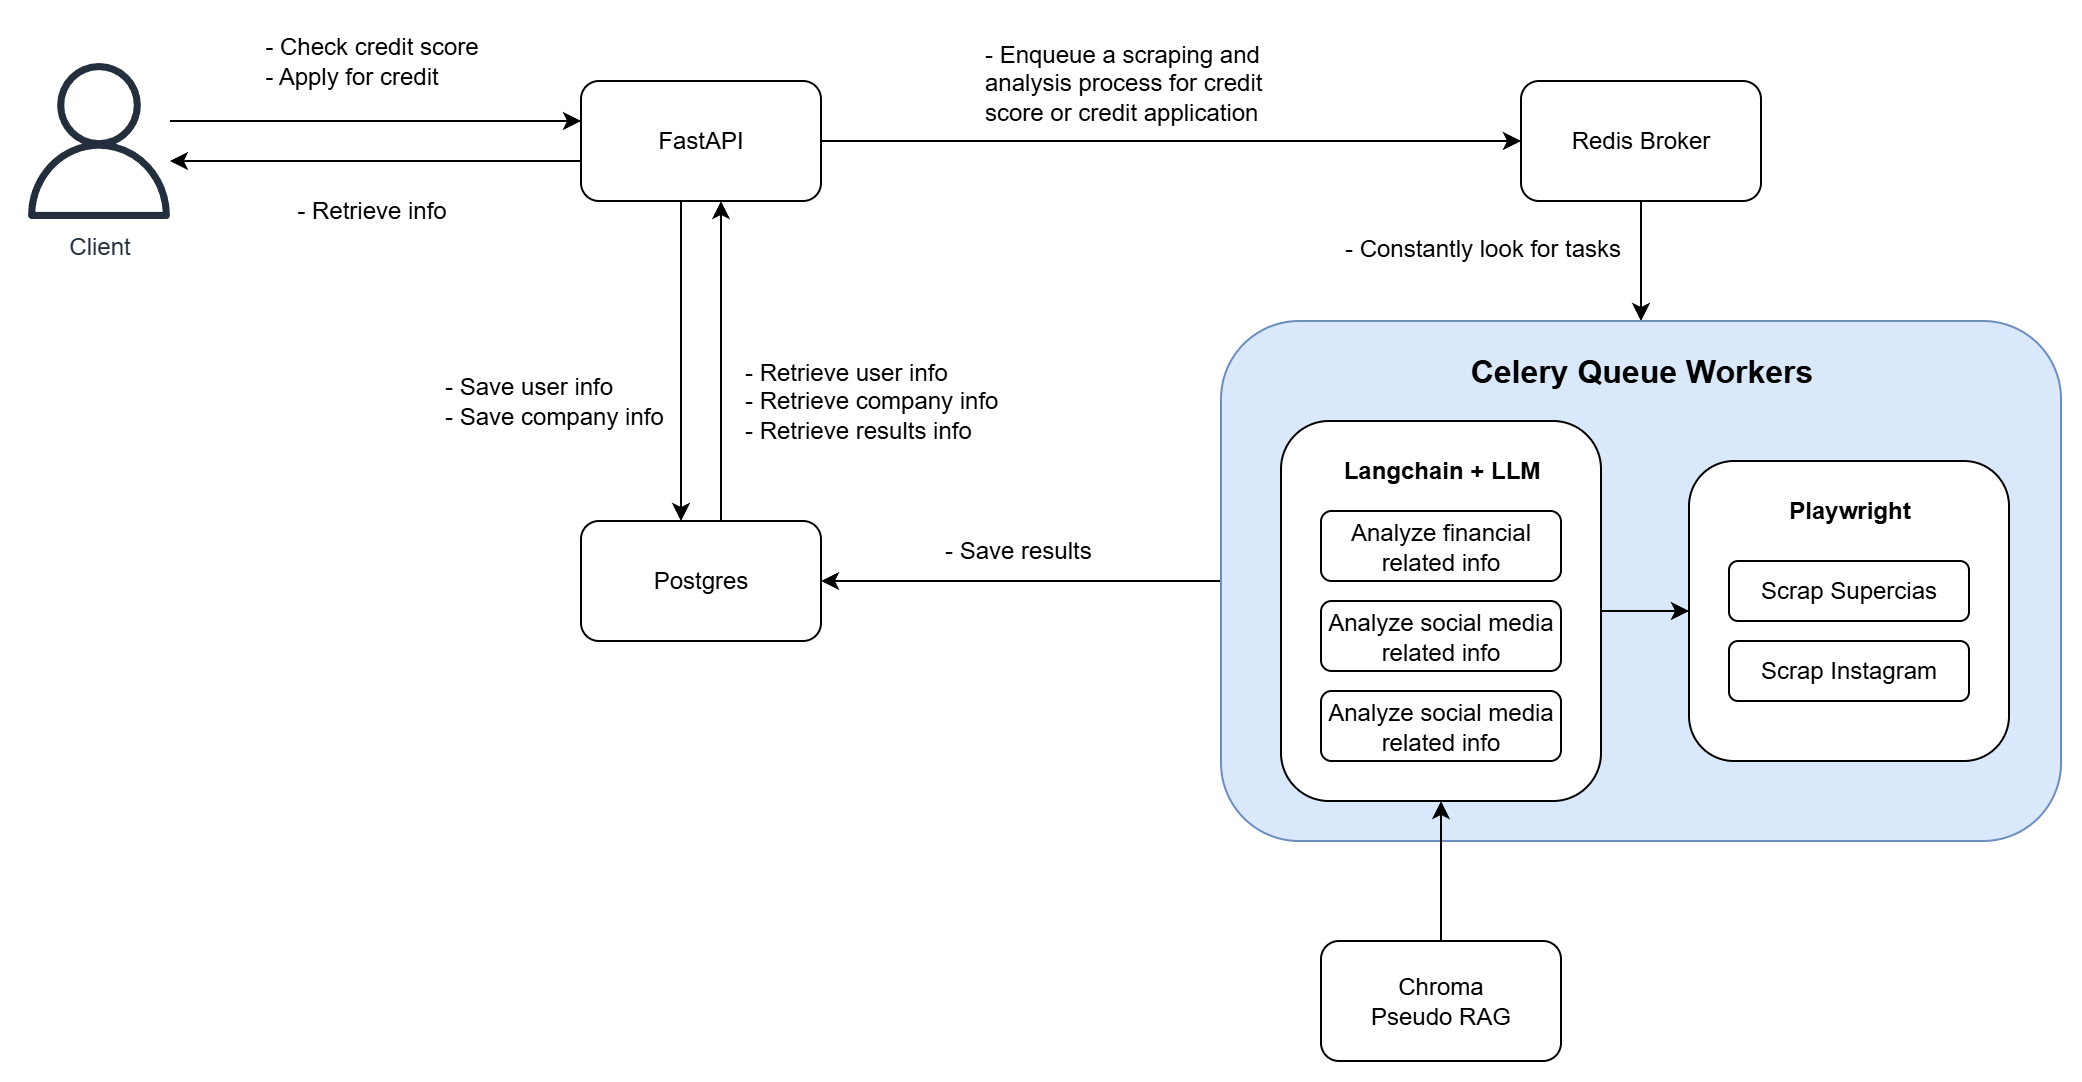 - Check credit score
- Apply for credit
- Enqueue a scraping and
analysis process for credit
score or credit application
FastAPI
Redis Broker
- Retrieve info
Client
- Constantly look for tasks
- Save user info
- Save company info
- Retrieve user info
- Retrieve company info
- Retrieve results info
Celery Queue Workers
Langchain + LLM
Analyze financial
related info
Analyze social media
related info
Analyze social media
related info
Playwright
Scrap Supercias
Scrap Instagram
- Save results
Postgres
Chroma
Pseudo RAG